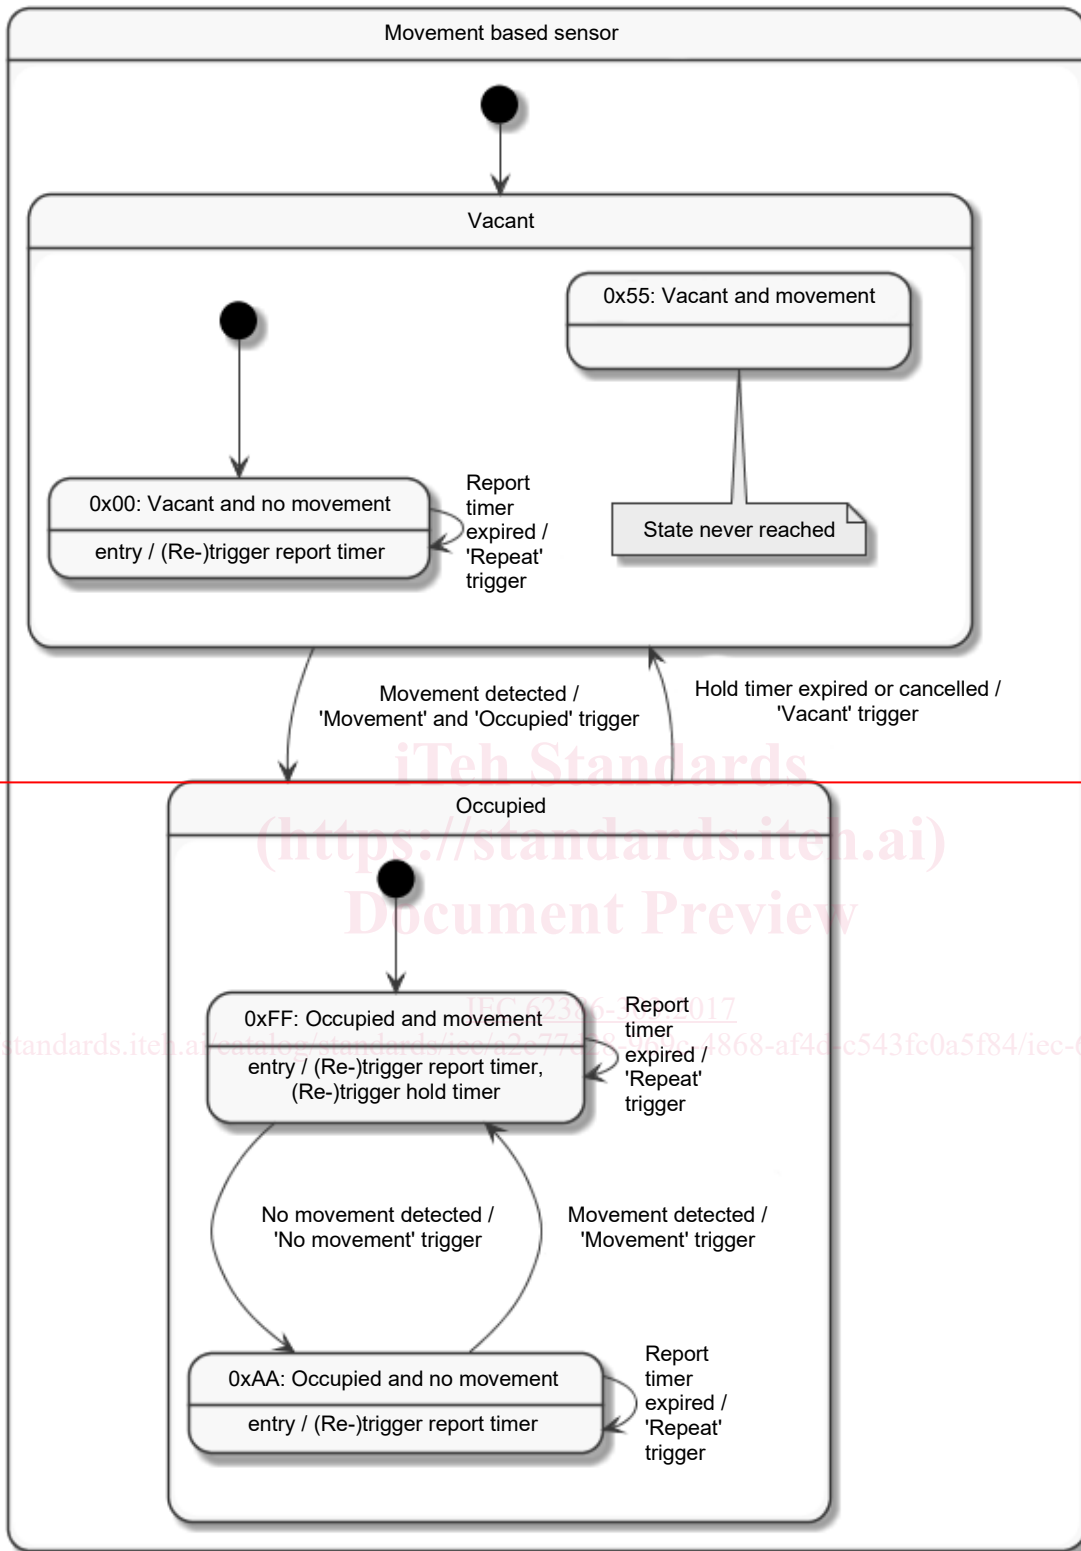 Movement based sensor
Vacant
0x55: Vacant and movement
0x00: Vacant and no movement
entry / (Re-)trigger report timer
Report
timer
expired /
'Repeat'
trigger
State never reached
Movement detected /
'Movement' and 'Occupied' trigger
Hold timer expired or cancelled /
'Vacant' trigger
iTeh Standards
Occupied
(https://standards.iteh.ai)
Document Preview
0xFF: Occupied and movement
entry / (Re-)trigger report timer,
(Re-)trigger hold timer
Report
timer
expired /
'Repeat'
trigger
No movement detected /
'No movement' trigger
Movement detected /
'Movement' trigger
0xAA: Occupied and no movement
entry / (Re-)trigger report timer
Report
timer
expired /
'Repeat'
trigger